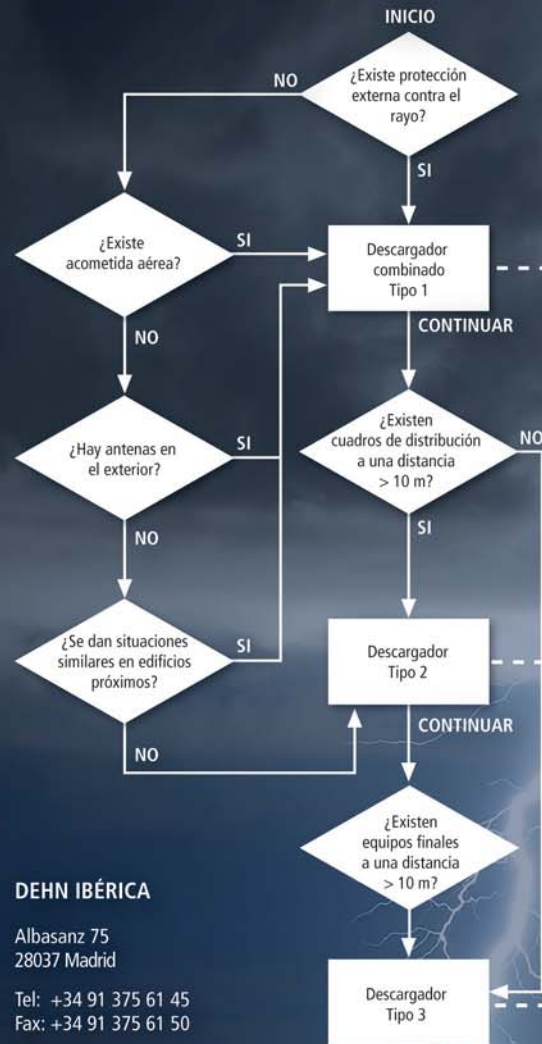 INICIO
¿Existe protección
externa contra el
rayo?
NO
SI
¿Existe
acometida aérea?
SI
Descargador
combinado
Tipo 1
NO
CONTINUAR
¿Hay antenas en
el exterior?
SI
¿Existen
cuadros de distribución
a una distancia
> 10 m?
NO
NO
SI
¿Se dan situaciones
similares en edificios
próximos?
SI
Descargador
Tipo 2
NO
CONTINUAR
¿Existen
equipos finales
a una distancia
> 10 m?
DEHN IBÉRICA
Albasanz 75
28037 Madrid
Tel: +34 91 375 61 45
Fax: +34 91 375 61 50
Descargador
Tipo 3